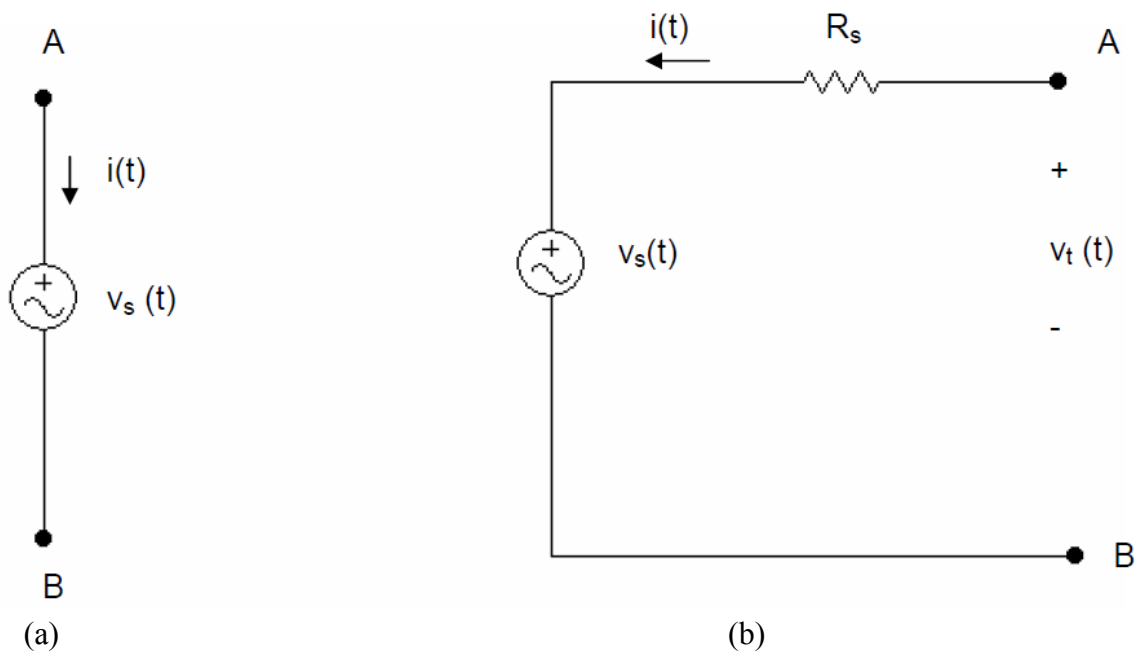 A
i(t)
+
vₛ (t)
B
(a)
i(t)
Rₛ
A
+
vₛ(t)
+
vₜ (t)
-
B
(b)